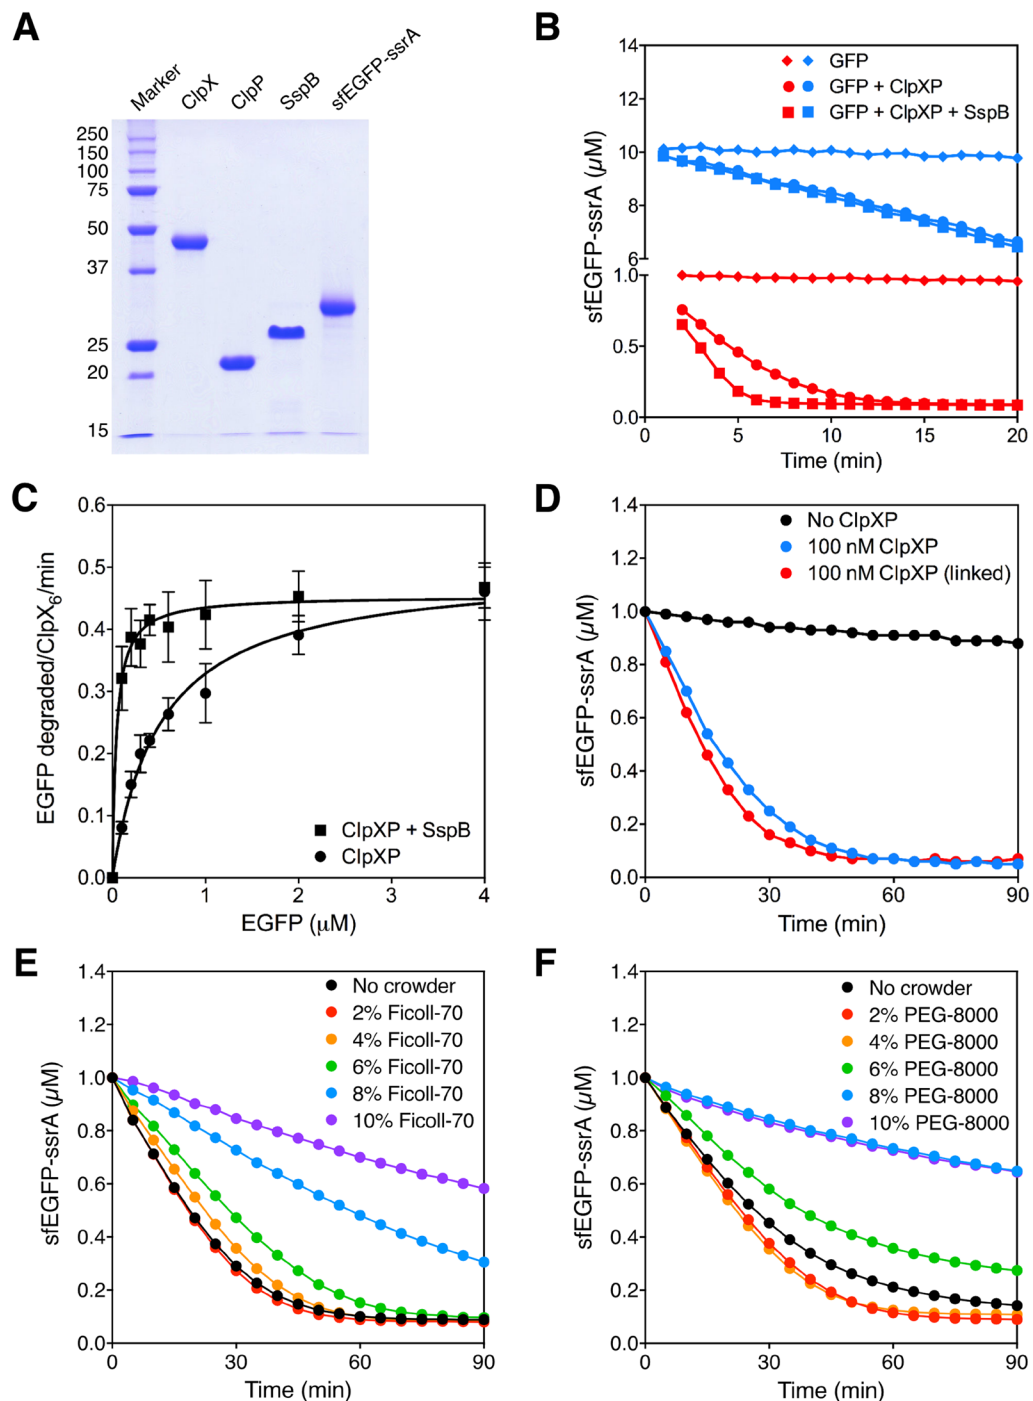 A
Marker
ClpX
ClpP
SspB
sfEGFP-ssrA
250
150
100
75
50
37
25
20
15
B
sfEGFP-ssrA (µM)
14
12
10
8
6
1.0
0.5
0.0
GFP
GFP + ClpXP
GFP + ClpXP + SspB
0 5 10 15 20
Time (min)
C
EGFP degraded/ClpX6/min
0.6
0.5
0.4
0.3
0.2
0.1
0.0
ClpXP + SspB
ClpXP
0 1 2 3 4
EGFP (µM)
D
sfEGFP-ssrA (µM)
1.4
1.2
1.0
0.8
0.6
0.4
0.2
0.0
No ClpXP
100 nM ClpXP
100 nM ClpXP (linked)
0 30 60 90
Time (min)
E
sfEGFP-ssrA (µM)
1.4
1.2
1.0
0.8
0.6
0.4
0.2
0.0
No crowder
2% Ficoll-70
4% Ficoll-70
6% Ficoll-70
8% Ficoll-70
10% Ficoll-70
0 30 60 90
Time (min)
F
sfEGFP-ssrA (µM)
1.4
1.2
1.0
0.8
0.6
0.4
0.2
0.0
No crowder
2% PEG-8000
4% PEG-8000
6% PEG-8000
8% PEG-8000
10% PEG-8000
0 30 60 90
Time (min)